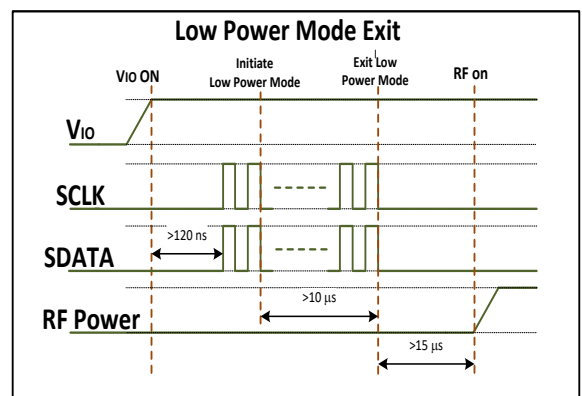 Low Power Mode Exit
VIO ON
Initiate
Low Power Mode
Exit Low
Power Mode
RF on
VIO
SCLK
>120 ns
SDATA
>10 µs
RF Power
>15 µs